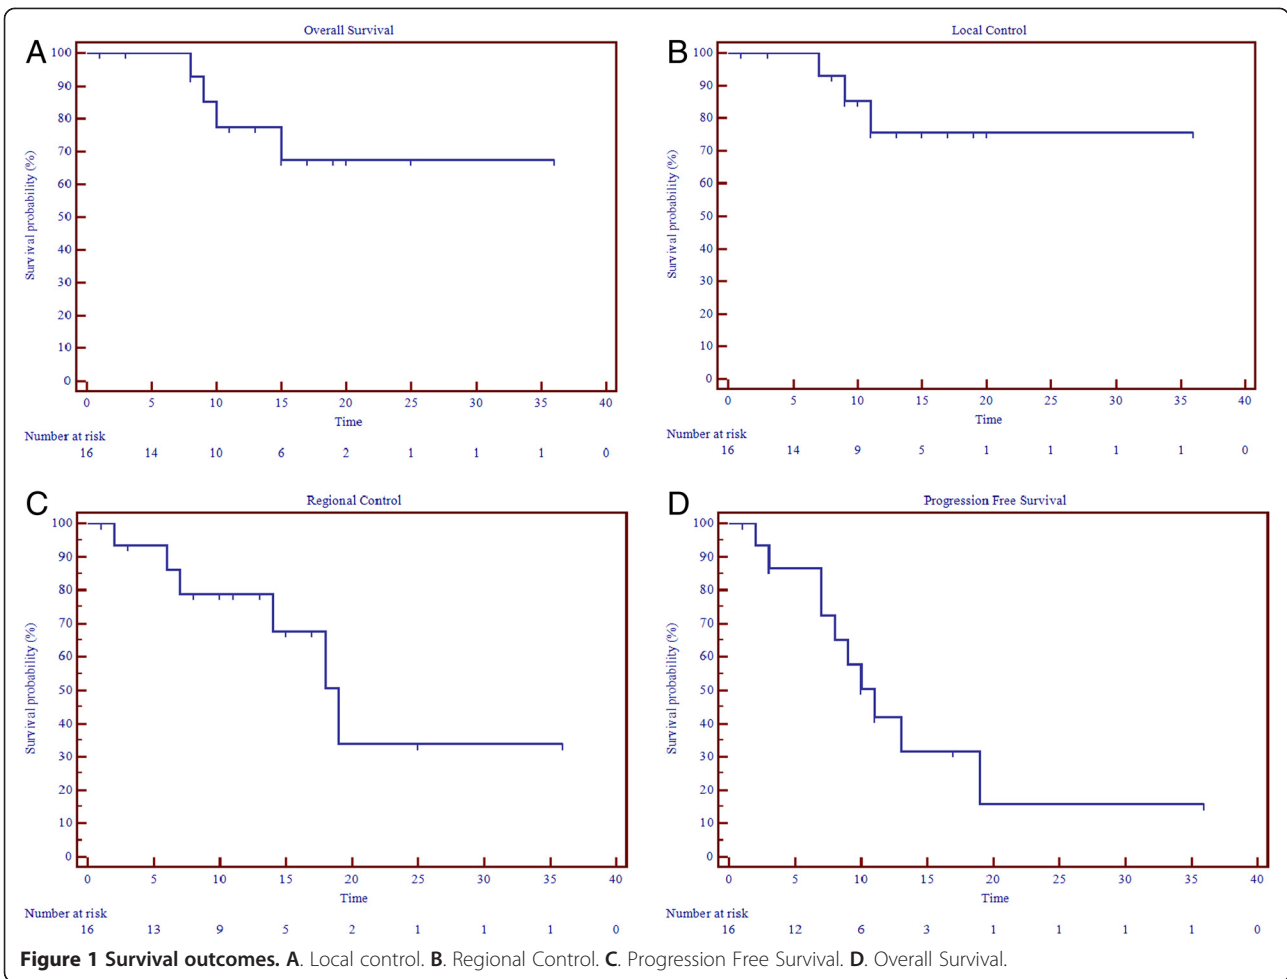 A
Overall Survival
Survival probability (%)
100
90
80
70
60
50
40
30
20
10
0
0 5 10 15 20 25 30 35 40
Time
Number at risk
16 14 10 6 2 1 1 1 0
B
Local Control
Survival probability (%)
100
90
80
70
60
50
40
30
20
10
0
0 5 10 15 20 25 30 35 40
Time
Number at risk
16 14 9 5 1 1 1 1 0
C
Regional Control
Survival probability (%)
100
90
80
70
60
50
40
30
20
10
0
0 5 10 15 20 25 30 35 40
Time
Number at risk
16 13 9 5 2 1 1 1 0
D
Progression Free Survival
Survival probability (%)
100
90
80
70
60
50
40
30
20
10
0
0 5 10 15 20 25 30 35 40
Time
Number at risk
16 12 6 3 1 1 1 1 0
Figure 1 Survival outcomes. A. Local control. B. Regional Control. C. Progression Free Survival. D. Overall Survival.